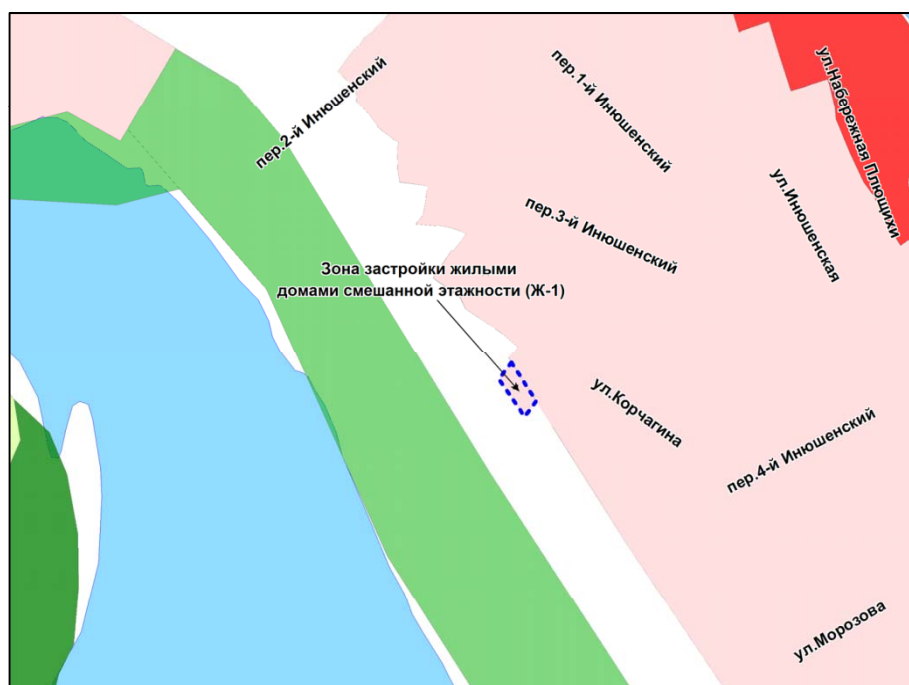 пер.2-й Инюшенский
пер.1-й Инюшенский
ул.Набережная Плющихи
ул.Инюшенская
пер.3-й Инюшенский
Зона застройки жилыми
домами смешанной этажности (Ж-1)
ул.Корчагина
пер.4-й Инюшенский
ул.Морозова